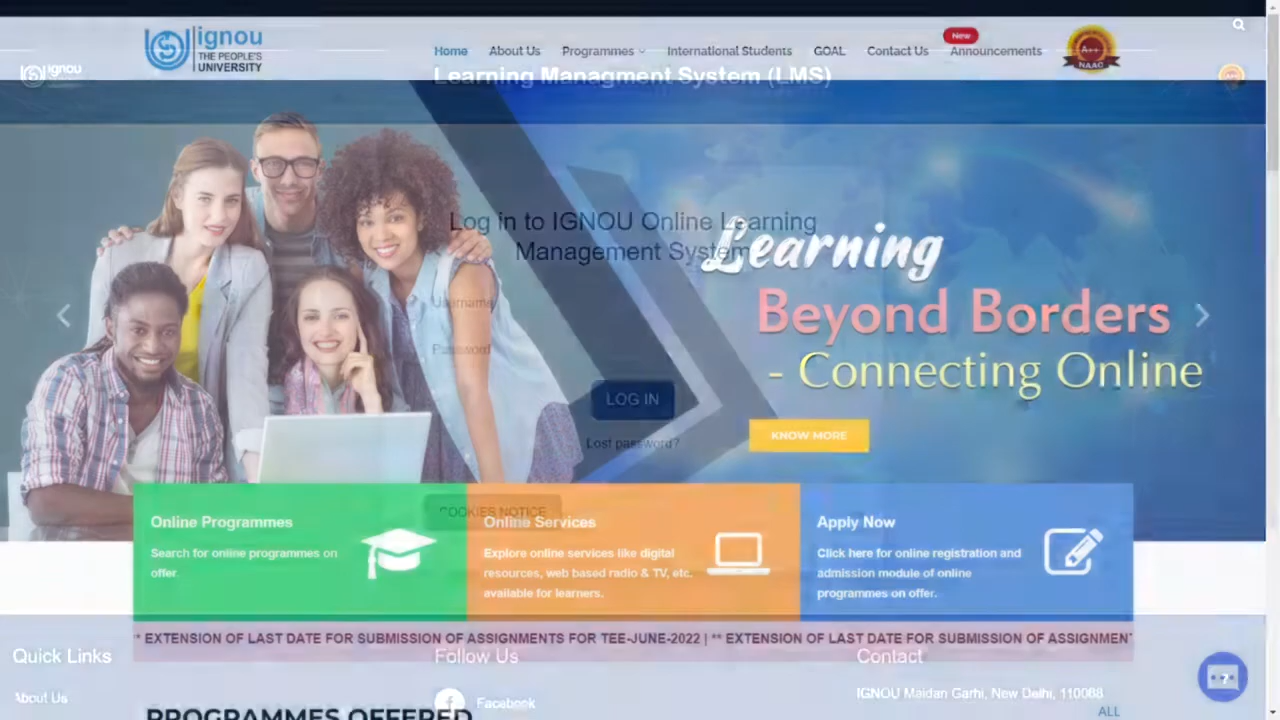 ignou
THE PEOPLE'S
UNIVERSITY
Home About Us Programmes International Students GOAL Contact Us New Announcements
A++
NAAC
ignou
Learning Managment System (LMS)
Log in to IGNOU Online Learning
Management System
Learning
Beyond Borders
- Connecting Online
Username
Password
LOG IN
Lost password?
KNOW MORE
COOKIES NOTICE
Online Programmes
Search for online programmes on
offer.
Online Services
Explore online services like digital
resources, web based radio & TV, etc.
available for learners.
Apply Now
Click here for online registration and
admission module of online
programmes on offer.
** EXTENSION OF LAST DATE FOR SUBMISSION OF ASSIGNMENTS FOR TEE-JUNE-2022 | ** EXTENSION OF LAST DATE FOR SUBMISSION OF ASSIGNMENT
Quick Links Follow Us Contact
About Us Facebook IGNOU Maidan Garhi, New Delhi, 110068
PROGRAMMES OFFERED
ALL